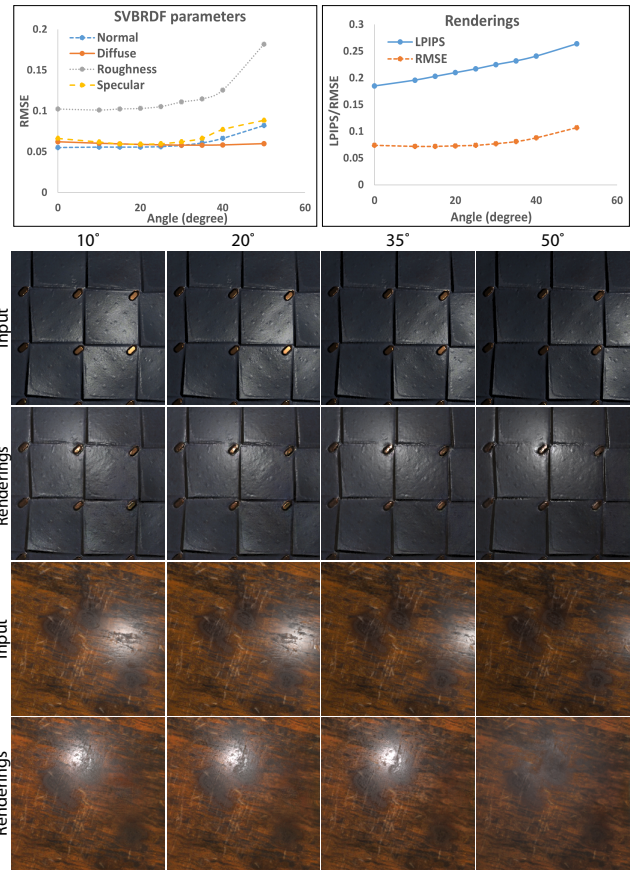 SVBRDF parameters
Normal
Diffuse
Roughness
Specular
RMSE
0.2
0.15
0.1
0.05
0
0
20
40
60
Angle (degree)
Renderings
LPIPS
RMSE
LPIPS/RMSE
0.3
0.25
0.2
0.15
0.1
0.05
0
0
20
40
60
Angle (degree)
10°
20°
35°
50°
Input
Renderings
Input
Renderings